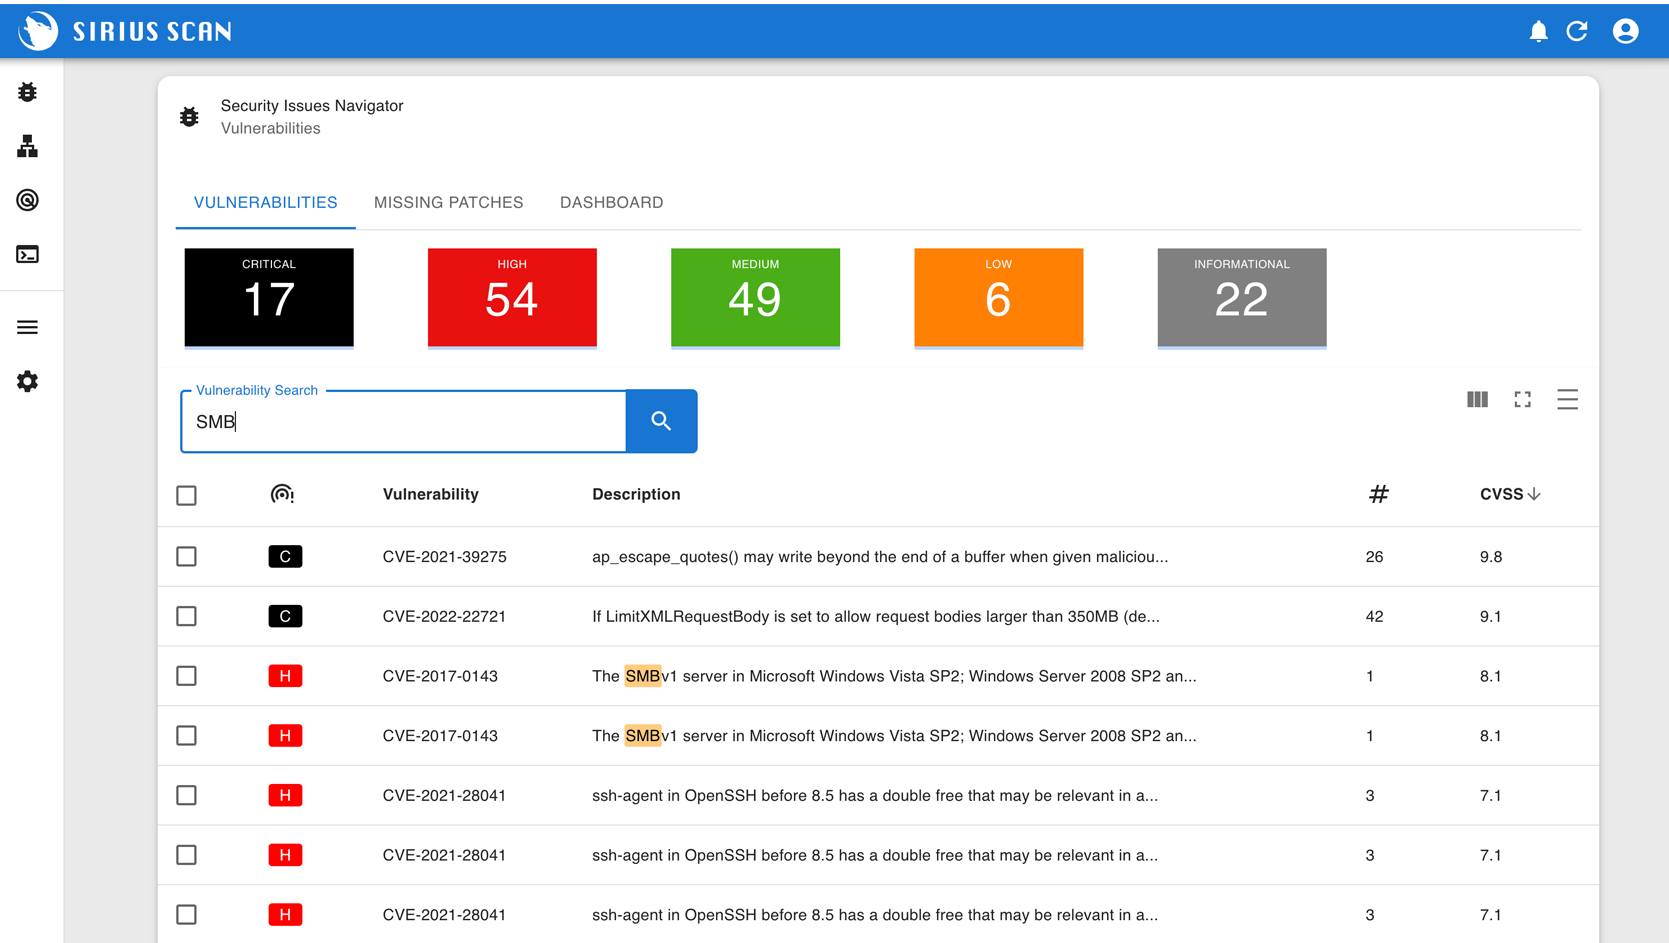 SIRIUS SCAN
Security Issues Navigator
Vulnerabilities
VULNERABILITIES MISSING PATCHES DASHBOARD
CRITICAL HIGH MEDIUM LOW INFORMATIONAL
17 54 49 6 22
Vulnerability Search
SMB
Vulnerability Description # CVSS
C CVE-2021-39275 ap_escape_quotes() may write beyond the end of a buffer when given maliciou... 26 9.8
C CVE-2022-22721 If LimitXMLRequestBody is set to allow request bodies larger than 350MB (de... 42 9.1
H CVE-2017-0143 The SMBv1 server in Microsoft Windows Vista SP2; Windows Server 2008 SP2 an... 1 8.1
H CVE-2017-0143 The SMBv1 server in Microsoft Windows Vista SP2; Windows Server 2008 SP2 an... 1 8.1
H CVE-2021-28041 ssh-agent in OpenSSH before 8.5 has a double free that may be relevant in a... 3 7.1
H CVE-2021-28041 ssh-agent in OpenSSH before 8.5 has a double free that may be relevant in a... 3 7.1
H CVE-2021-28041 ssh-agent in OpenSSH before 8.5 has a double free that may be relevant in a... 3 7.1